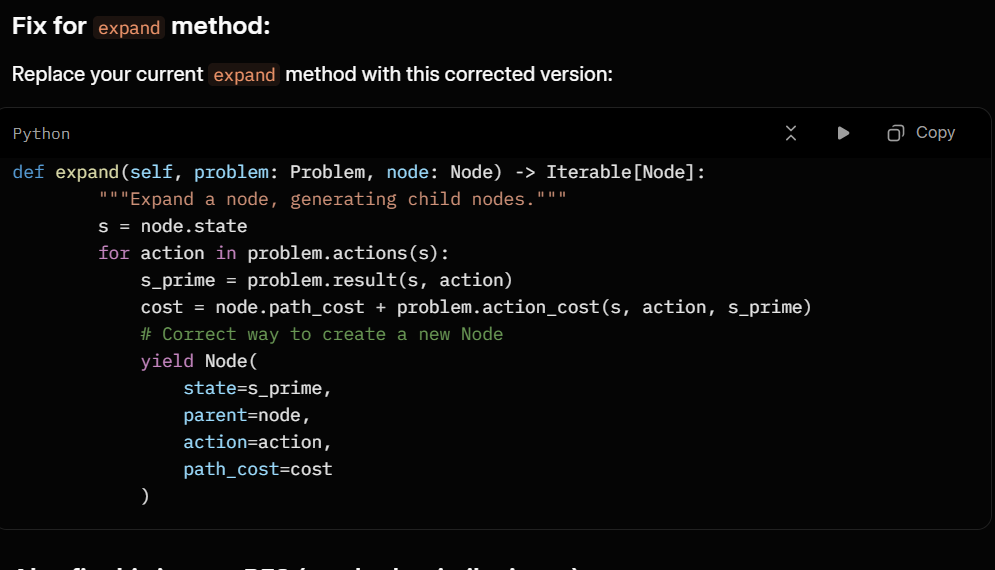 Fix for expand method:
Replace your current expand method with this corrected version:
Python
Copy
def expand(self, problem: Problem, node: Node) -> Iterable[Node]:
        """Expand a node, generating child nodes."""
        s = node.state
        for action in problem.actions(s):
            s_prime = problem.result(s, action)
            cost = node.path_cost + problem.action_cost(s, action, s_prime)
            # Correct way to create a new Node
            yield Node(
                state=s_prime,
                parent=node,
                action=action,
                path_cost=cost
            )